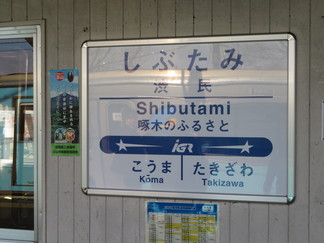 しぶたみ
渋民
Shibutami
啄木のふるさと
IGR
こうま たきざわ
Kōma Takizawa